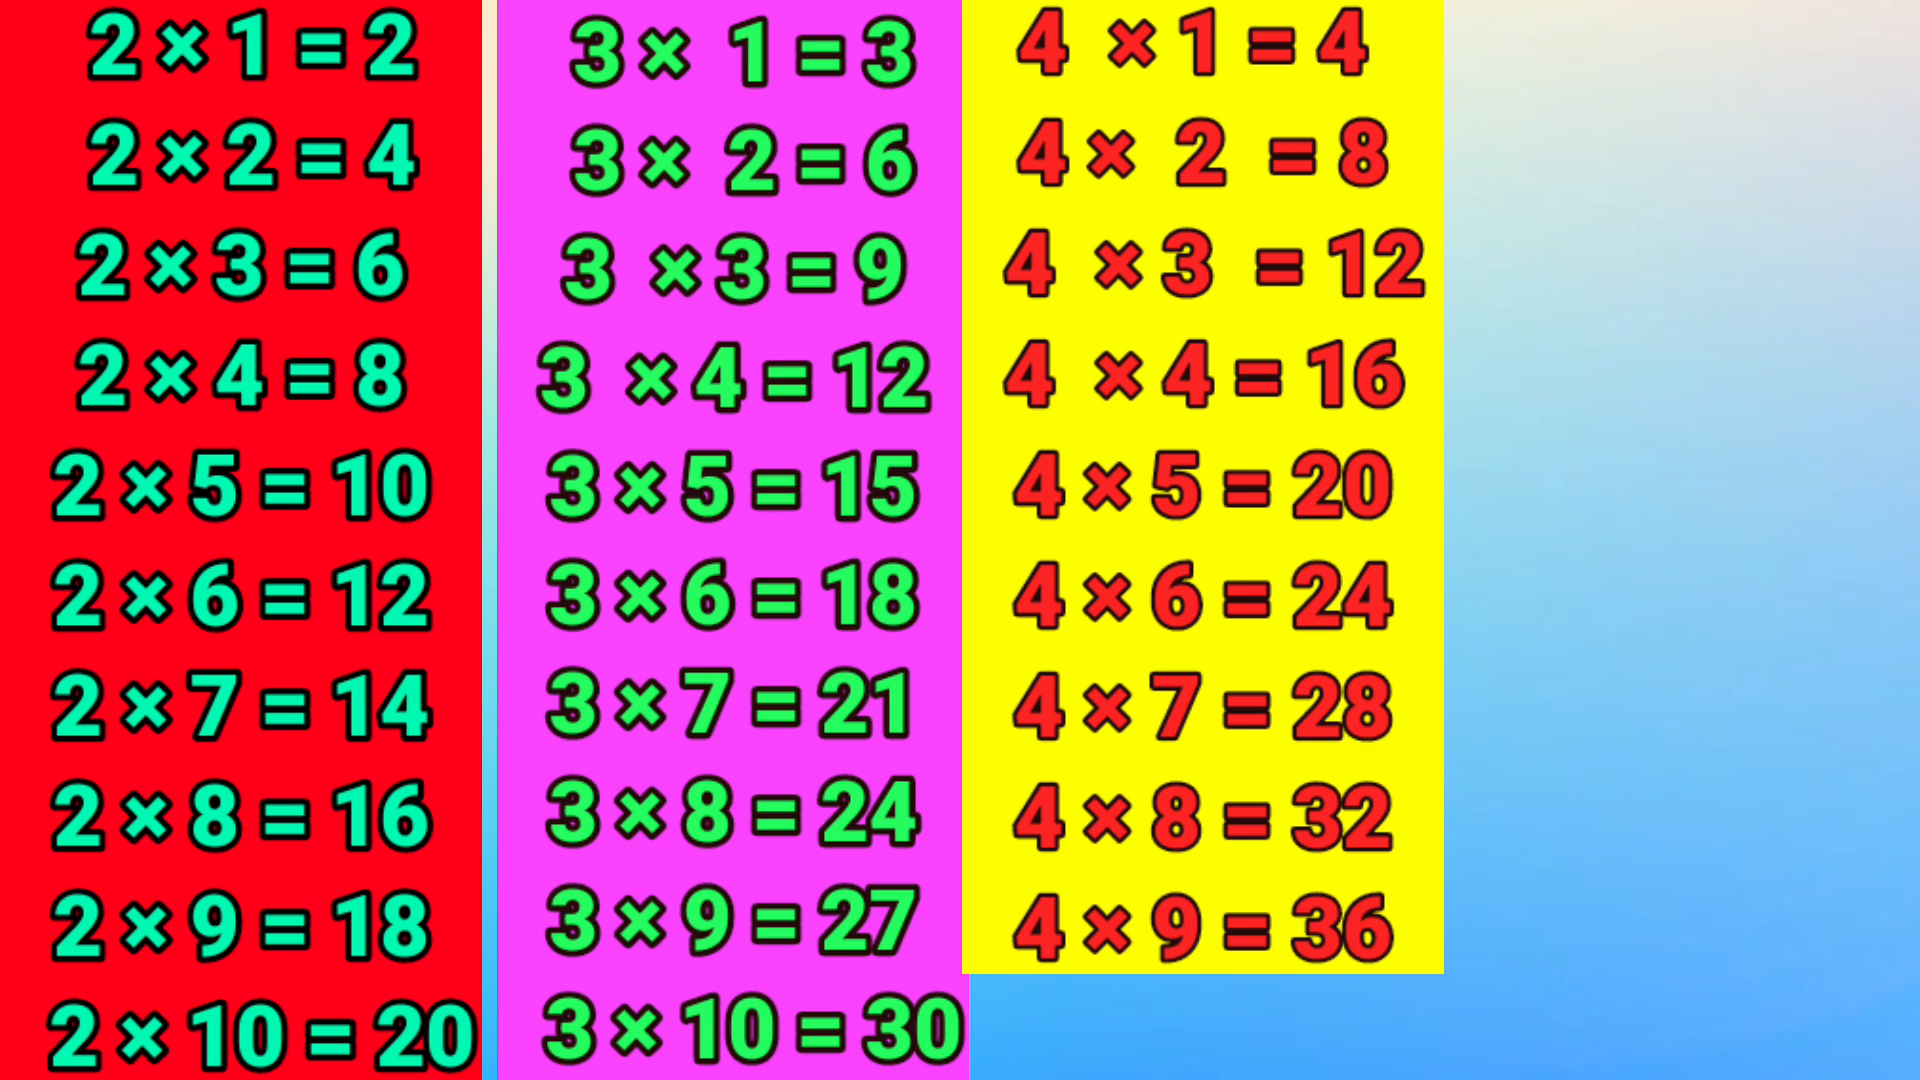 2 × 1 = 2
2 × 2 = 4
2 × 3 = 6
2 × 4 = 8
2 × 5 = 10
2 × 6 = 12
2 × 7 = 14
2 × 8 = 16
2 × 9 = 18
2 × 10 = 20
3 × 1 = 3
3 × 2 = 6
3 × 3 = 9
3 × 4 = 12
3 × 5 = 15
3 × 6 = 18
3 × 7 = 21
3 × 8 = 24
3 × 9 = 27
3 × 10 = 30
4 × 1 = 4
4 × 2 = 8
4 × 3 = 12
4 × 4 = 16
4 × 5 = 20
4 × 6 = 24
4 × 7 = 28
4 × 8 = 32
4 × 9 = 36